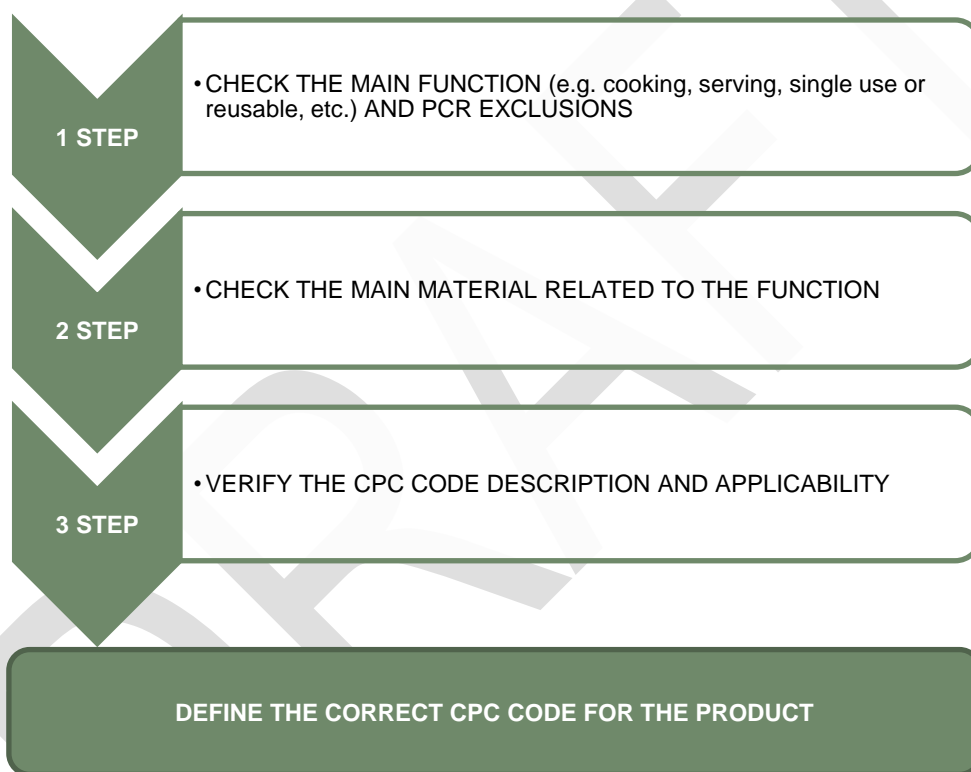 1 STEP
• CHECK THE MAIN FUNCTION (e.g. cooking, serving, single use or
reusable, etc.) AND PCR EXCLUSIONS
2 STEP
• CHECK THE MAIN MATERIAL RELATED TO THE FUNCTION
3 STEP
• VERIFY THE CPC CODE DESCRIPTION AND APPLICABILITY
DEFINE THE CORRECT CPC CODE FOR THE PRODUCT
DRAFT